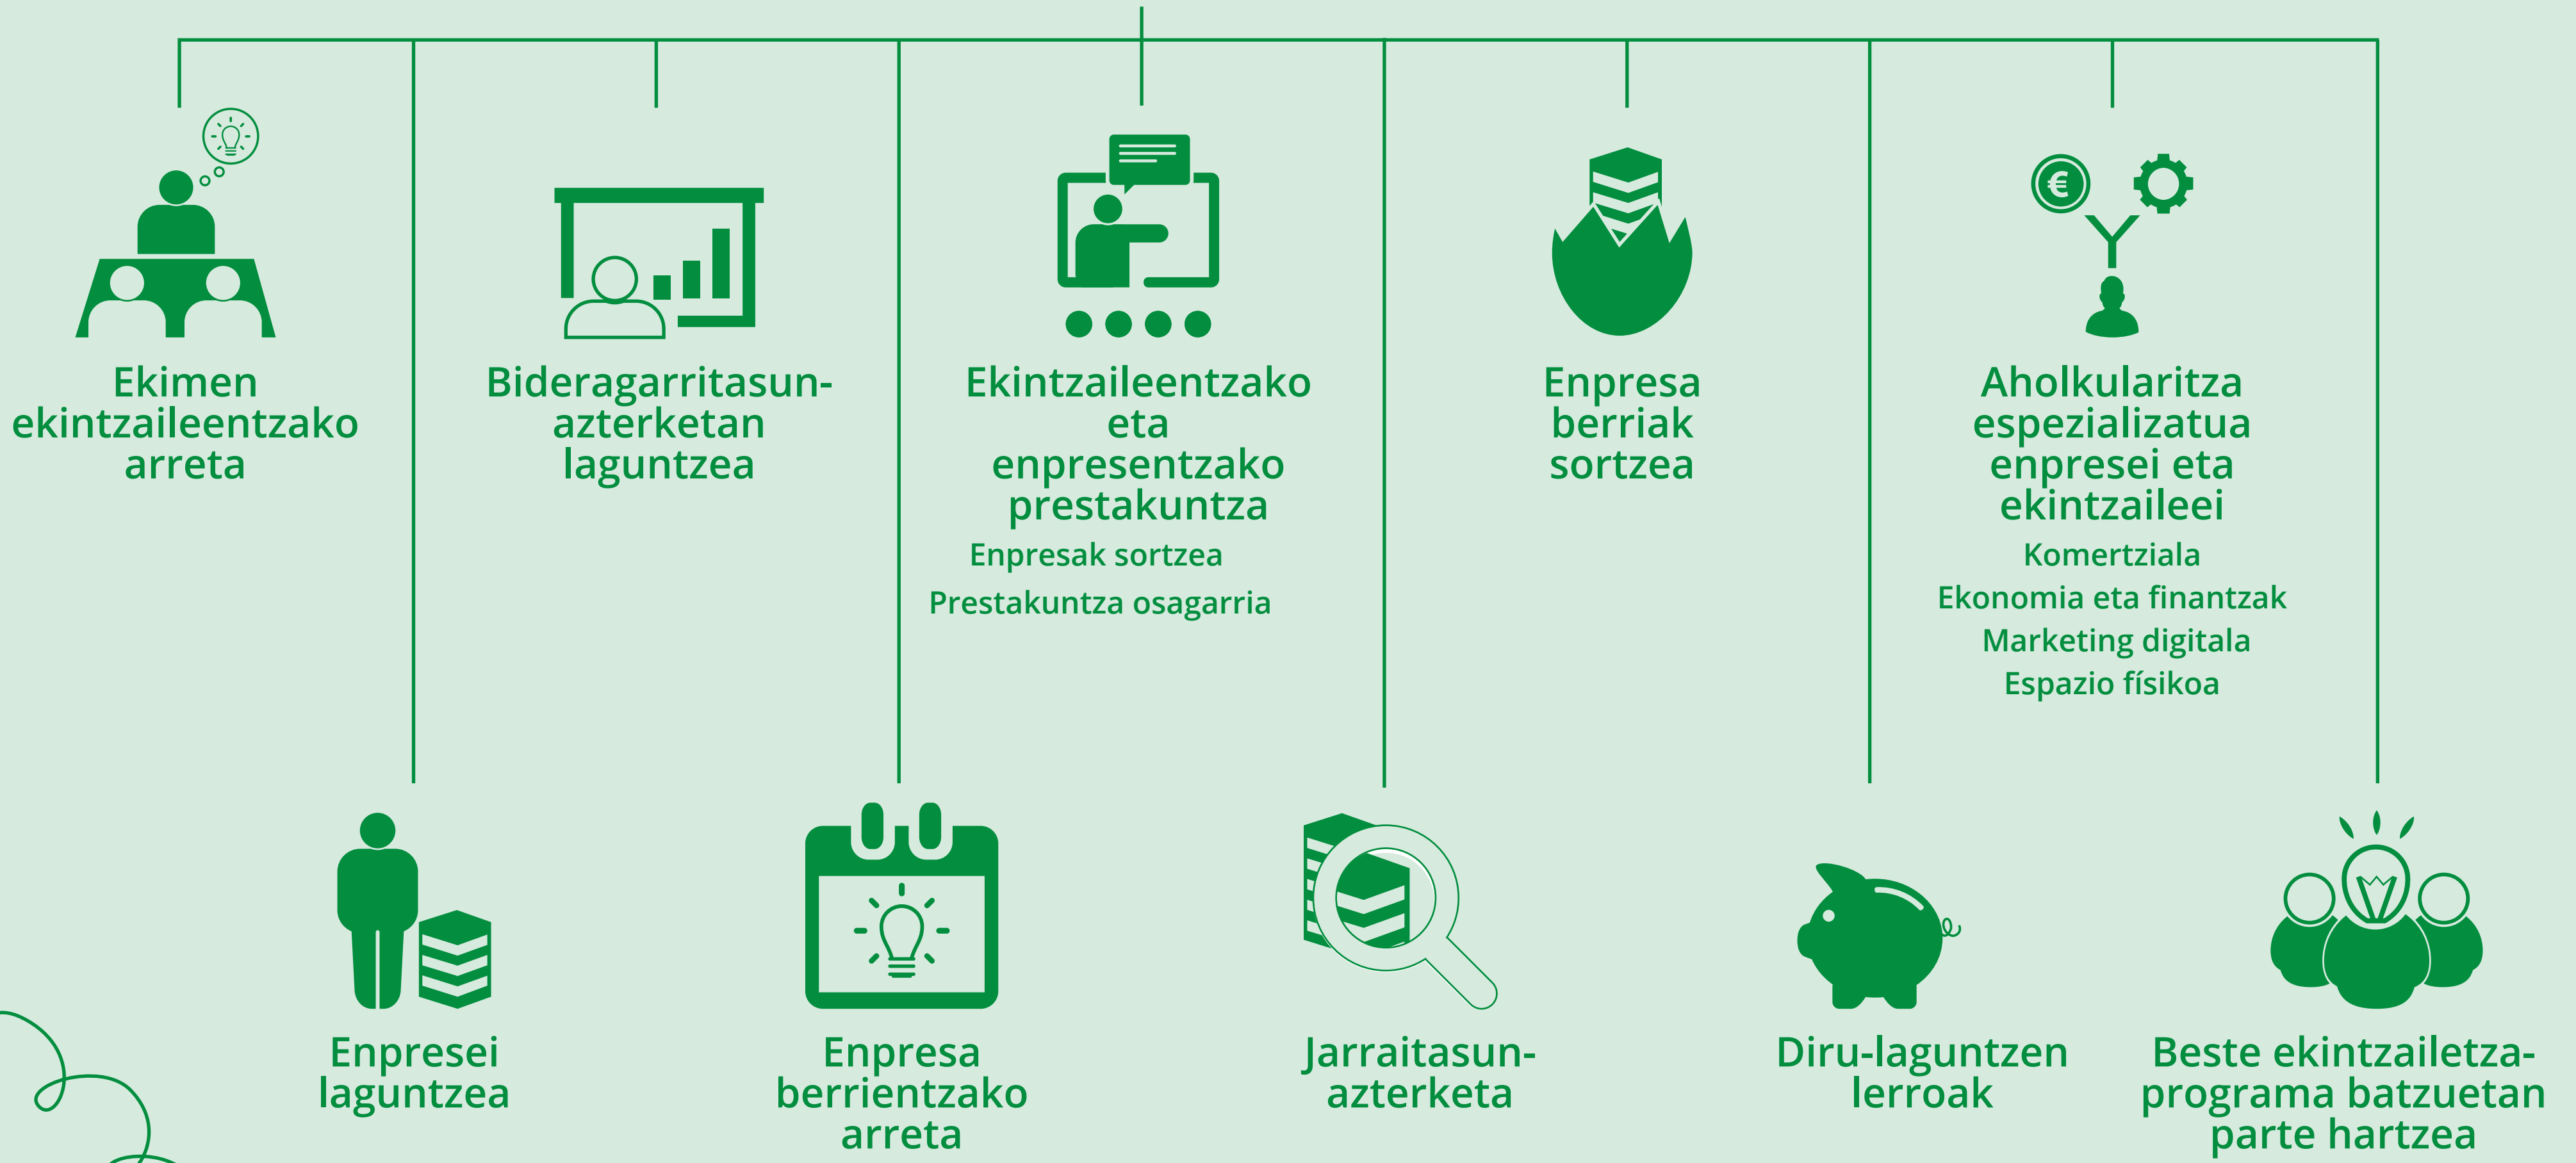 Ekimen
ekintzaileentzako
arreta
Bideragarritasun-
azterketan
laguntzea
Ekintzaileentzako
eta
enpresentzako
prestakuntza
Enpresak sortzea
Prestakuntza osagarria
Enpresa
berriak
sortzea
€
Aholkularitza
espezializatua
enpresei eta
ekintzaileei
Komertziala
Ekonomia eta finantzak
Marketing digitala
Espazio físikoa
Enpresei
laguntzea
Enpresa
berrientzako
arreta
Jarraitasun-
azterketa
Diru-laguntzen
lerroak
Beste ekintzailetza-
programa batzuetan
parte hartzea